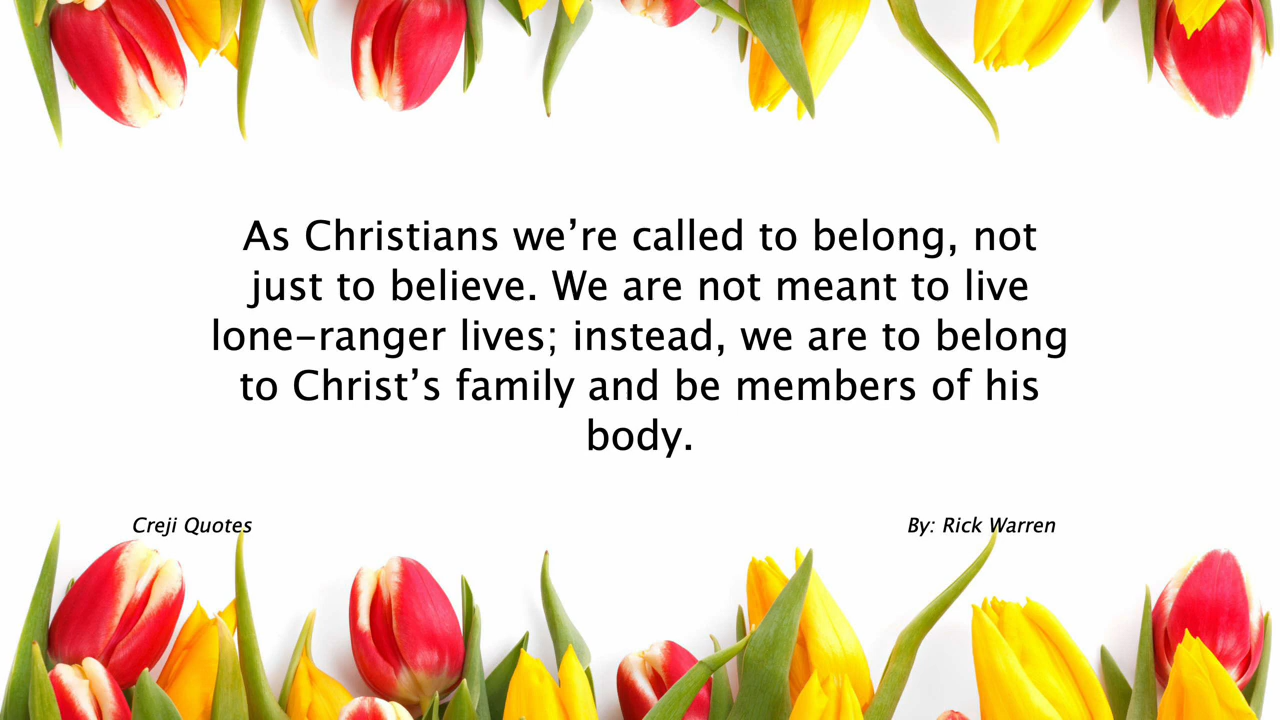 As Christians we’re called to belong, not
just to believe. We are not meant to live
lone-ranger lives; instead, we are to belong
to Christ’s family and be members of his
body.
Creji Quotes
By: Rick Warren